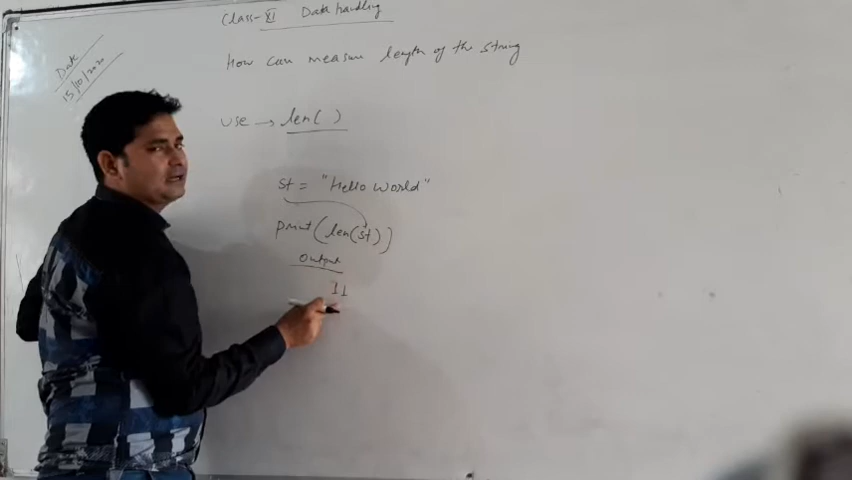 Class-XI Data handling
Date
15/10/2020
How can measure length of the string
use → len( )
st = "Hello world"
print(len(st))
output
11